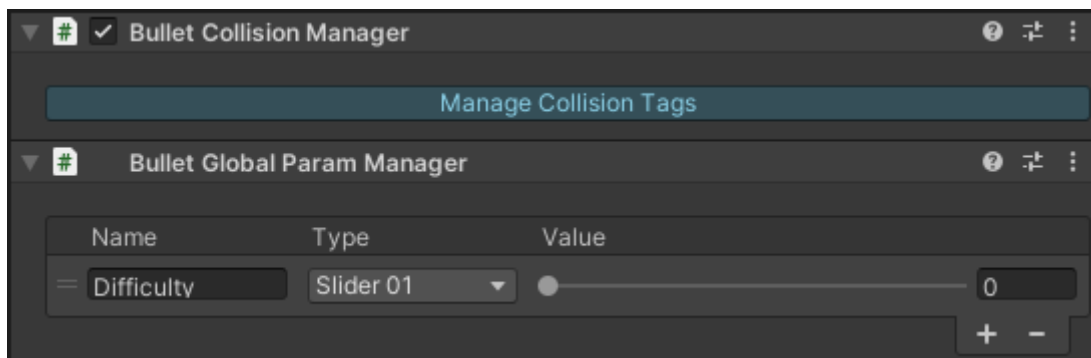 # Bullet Collision Manager
Manage Collision Tags
# Bullet Global Param Manager
Name Type Value
Difficulty Slider 01 0